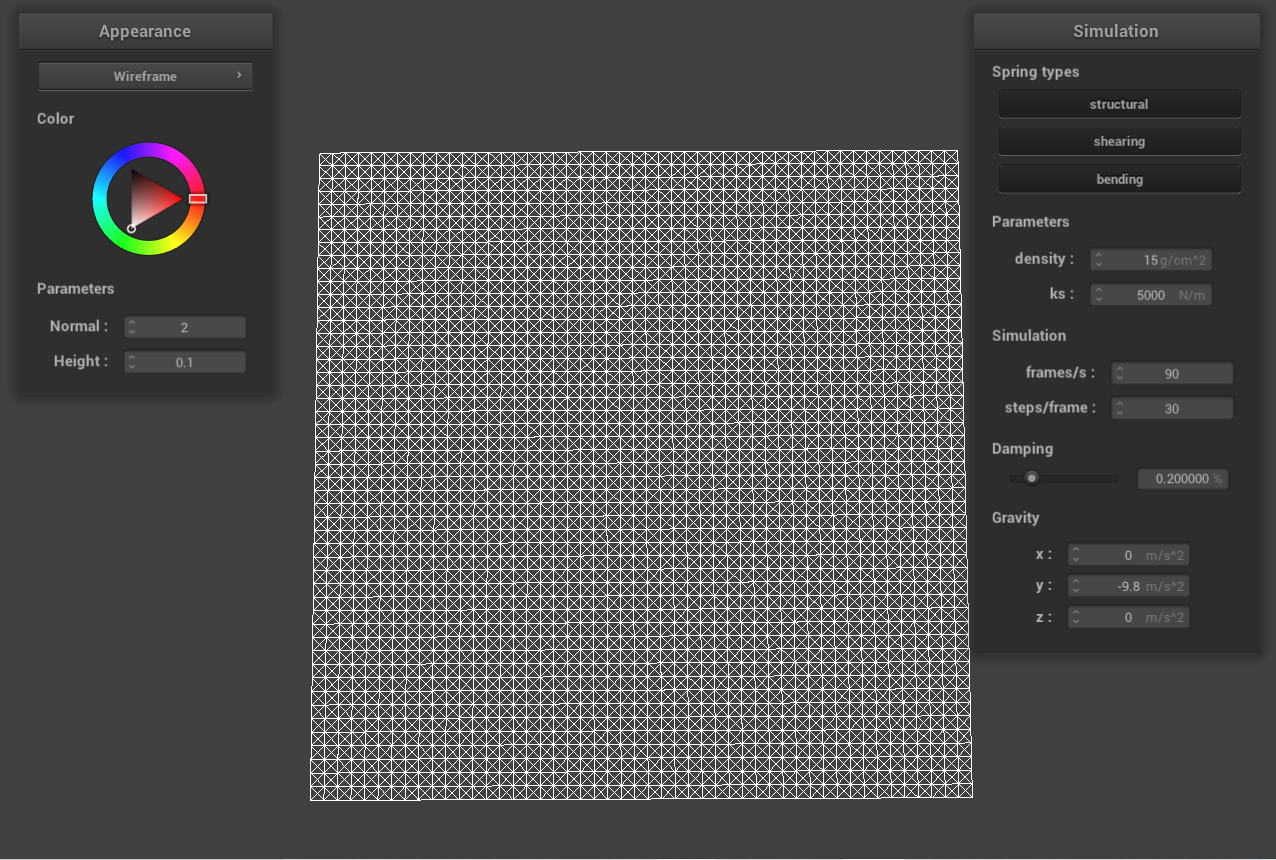 Appearance
Wireframe
Color
Parameters
Normal : 2
Height : 0.1
Simulation
Spring types
structural
shearing
bending
Parameters
density : 15 g/cm^2
ks : 5000 N/m
Simulation
frames/s : 90
steps/frame : 30
Damping
0.200000 %
Gravity
x : 0 m/s^2
y : -9.8 m/s^2
z : 0 m/s^2